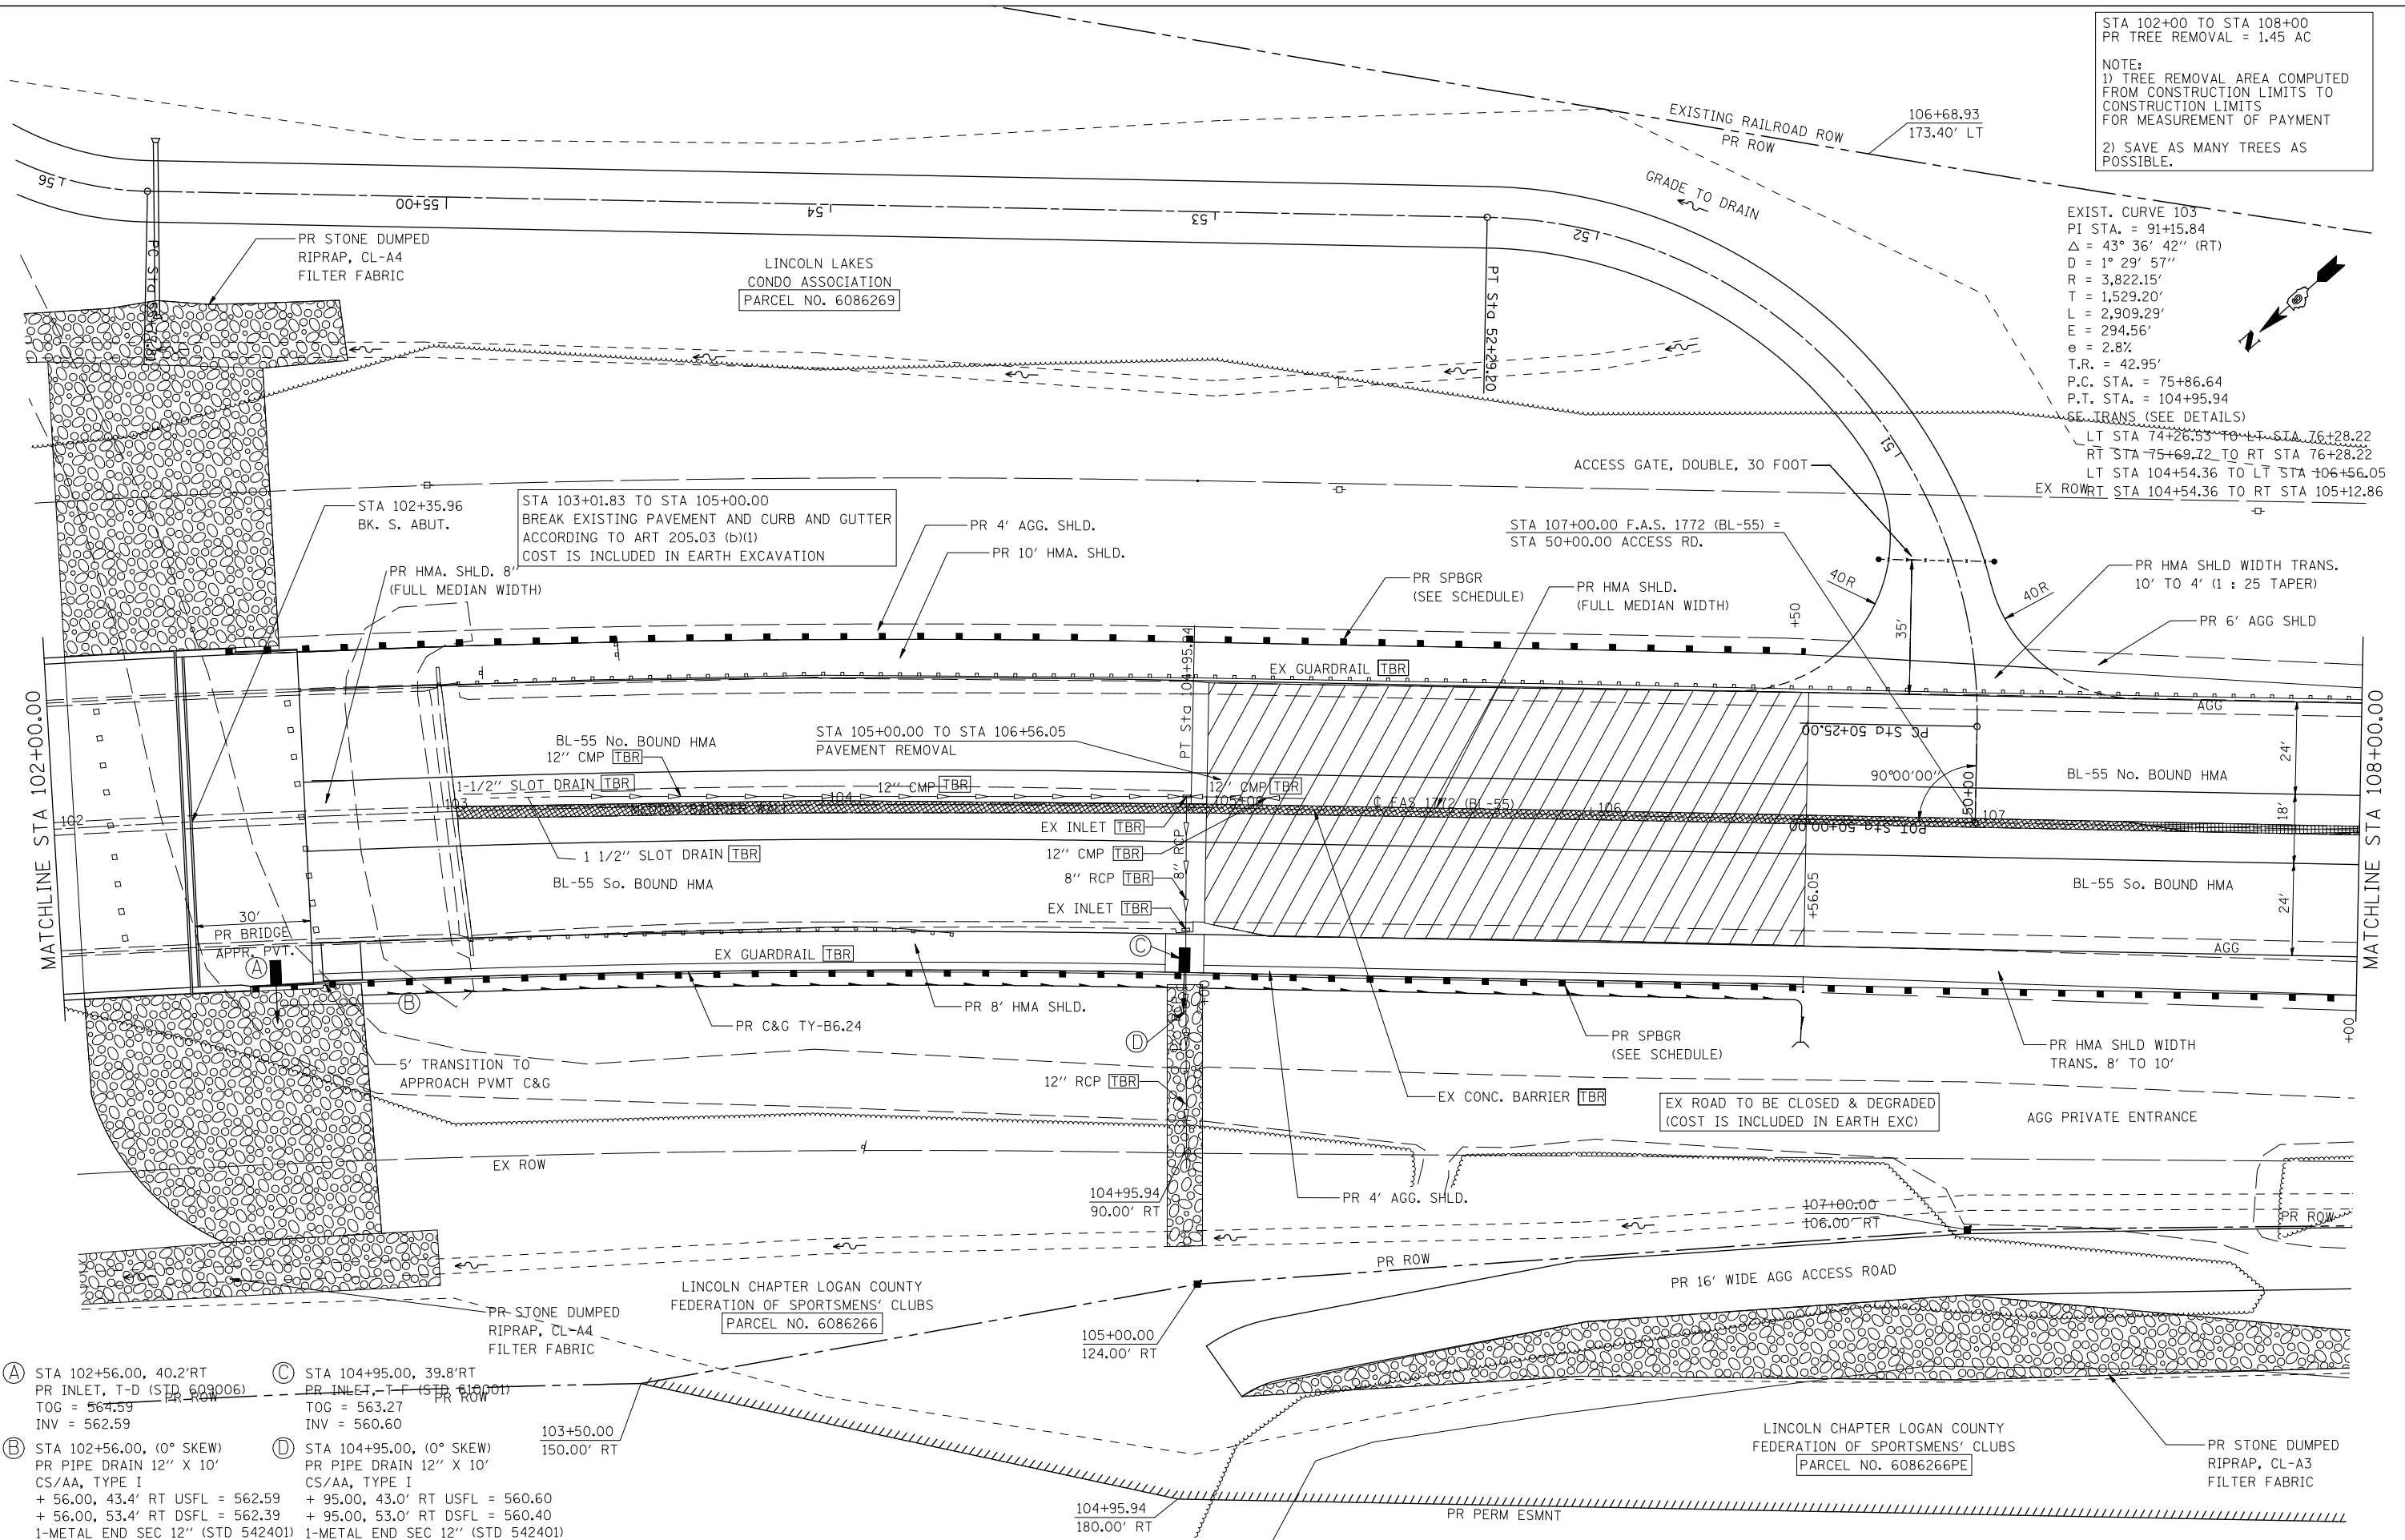 STA 102+00 TO STA 108+00
PR TREE REMOVAL = 1.45 AC
NOTE:
1) TREE REMOVAL AREA COMPUTED
FROM CONSTRUCTION LIMITS TO
CONSTRUCTION LIMITS
FOR MEASUREMENT OF PAYMENT
2) SAVE AS MANY TREES AS
POSSIBLE.
EXISTING RAILROAD ROW
PR ROW
106+68.93
173.40' LT
GRADE TO DRAIN
EXIST. CURVE 103
PI STA. = 91+15.84
Δ = 43° 36' 42'' (RT)
D = 1° 29' 57''
R = 3,822.15'
T = 1,529.20'
L = 2,909.29'
E = 294.56'
e = 2.8%
T.R. = 42.95'
P.C. STA. = 75+86.64
P.T. STA. = 104+95.94
SE TRANS (SEE DETAILS)
LT STA 74+26.53 TO LT STA 76+28.22
RT STA 75+69.72 TO RT STA 76+28.22
LT STA 104+54.36 TO LT STA 106+56.05
RT STA 104+54.36 TO RT STA 105+12.86
N
56
55+00
54
53
52
51
PT Sta 52+29.20
PR STONE DUMPED
RIPRAP, CL-A4
FILTER FABRIC
LINCOLN LAKES
CONDO ASSOCIATION
PARCEL NO. 6086269
EX ROW
ACCESS GATE, DOUBLE, 30 FOOT
STA 102+35.96
BK. S. ABUT.
STA 103+01.83 TO STA 105+00.00
BREAK EXISTING PAVEMENT AND CURB AND GUTTER
ACCORDING TO ART 205.03 (b)(1)
COST IS INCLUDED IN EARTH EXCAVATION
PR 4' AGG. SHLD.
PR 10' HMA. SHLD.
STA 107+00.00 F.A.S. 1772 (BL-55) =
STA 50+00.00 ACCESS RD.
PR HMA. SHLD. 8''
(FULL MEDIAN WIDTH)
PR SPBGR
(SEE SCHEDULE)
PR HMA SHLD.
(FULL MEDIAN WIDTH)
+50
40R
35'
40R
PR HMA SHLD WIDTH TRANS.
10' TO 4' (1 : 25 TAPER)
PR 6' AGG SHLD
MATCHLINE STA 102+00.00
PT Sta 104+95.94
EX GUARDRAIL TBR
AGG
PC Sta 50+25.00
24'
MATCHLINE STA 108+00.00
BL-55 No. BOUND HMA
12'' CMP TBR
STA 105+00.00 TO STA 106+56.05
PAVEMENT REMOVAL
90°00'00''
BL-55 No. BOUND HMA
1-1/2'' SLOT DRAIN TBR
12'' CMP TBR
12'' CMP TBR
50+00
18'
102
103
MEDIAN BARRIER WALL
104
105+00
℄ FAS 1772 (BL-55)
106
107
POT Sta 50+00.00
EX INLET TBR
1 1/2'' SLOT DRAIN TBR
12'' CMP TBR
8'' RCP
8'' RCP TBR
BL-55 So. BOUND HMA
BL-55 So. BOUND HMA
24'
+56.05
EX INLET TBR
30'
PR BRIDGE
APPR. PVT.
A
EX GUARDRAIL TBR
C
AGG
B
PR C&G TY-B6.24
PR 8' HMA SHLD.
+00
D
PR SPBGR
(SEE SCHEDULE)
PR HMA SHLD WIDTH
TRANS. 8' TO 10'
+00
5' TRANSITION TO
APPROACH PVMT C&G
12'' RCP TBR
EX CONC. BARRIER TBR
EX ROAD TO BE CLOSED & DEGRADED
(COST IS INCLUDED IN EARTH EXC)
AGG PRIVATE ENTRANCE
EX ROW
104+95.94
90.00' RT
PR 4' AGG. SHLD.
107+00.00
106.00' RT
PR ROW
PR ROW
PR 16' WIDE AGG ACCESS ROAD
LINCOLN CHAPTER LOGAN COUNTY
FEDERATION OF SPORTSMENS' CLUBS
PARCEL NO. 6086266
PR STONE DUMPED
RIPRAP, CL-A4
FILTER FABRIC
105+00.00
124.00' RT
A STA 102+56.00, 40.2'RT
PR INLET, T-D (STD 609006)
TOG = 564.59
INV = 562.59
PR ROW
C STA 104+95.00, 39.8'RT
PR INLET, T-F (STD 610001)
TOG = 563.27
INV = 560.60
PR ROW
103+50.00
150.00' RT
B STA 102+56.00, (0° SKEW)
PR PIPE DRAIN 12'' X 10'
CS/AA, TYPE I
+ 56.00, 43.4' RT USFL = 562.59
+ 56.00, 53.4' RT DSFL = 562.39
1-METAL END SEC 12'' (STD 542401)
D STA 104+95.00, (0° SKEW)
PR PIPE DRAIN 12'' X 10'
CS/AA, TYPE I
+ 95.00, 43.0' RT USFL = 560.60
+ 95.00, 53.0' RT DSFL = 560.40
1-METAL END SEC 12'' (STD 542401)
LINCOLN CHAPTER LOGAN COUNTY
FEDERATION OF SPORTSMENS' CLUBS
PARCEL NO. 6086266PE
PR STONE DUMPED
RIPRAP, CL-A3
FILTER FABRIC
104+95.94
180.00' RT
PR PERM ESMNT